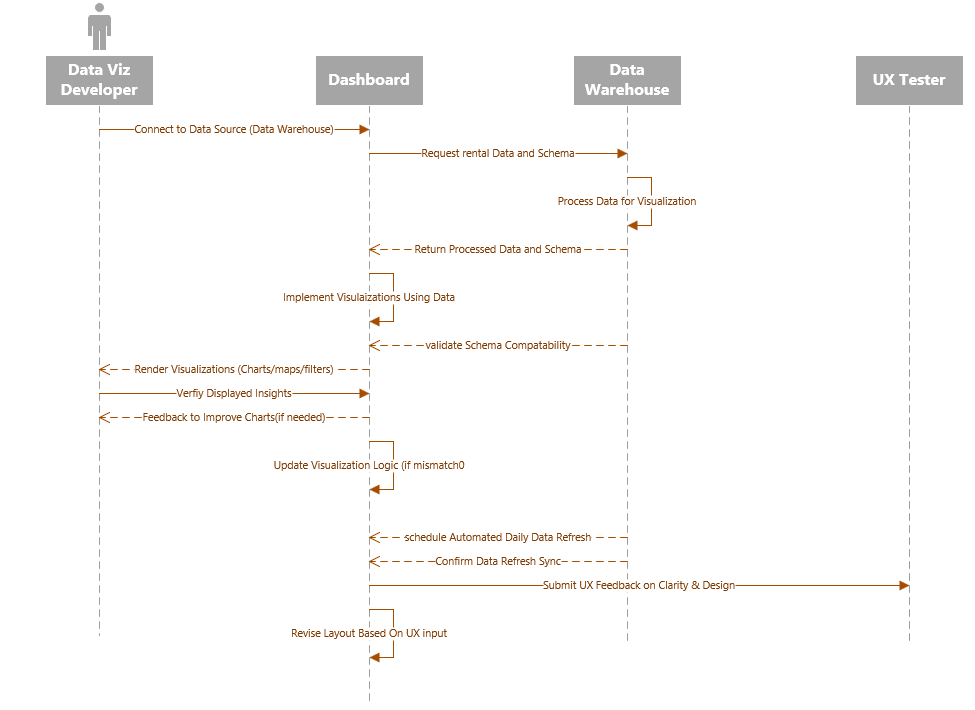 Data Viz
Developer
Dashboard
Data
Warehouse
UX Tester
Connect to Data Source (Data Warehouse)
Request rental Data and Schema
Process Data for Visualization
Return Processed Data and Schema
Implement Visulaizations Using Data
validate Schema Compatability
Render Visualizations (Charts/maps/filters)
Verfiy Displayed Insights
Feedback to Improve Charts(if needed)
Update Visualization Logic (if mismatch0
schedule Automated Daily Data Refresh
Confirm Data Refresh Sync
Submit UX Feedback on Clarity & Design
Revise Layout Based On UX input